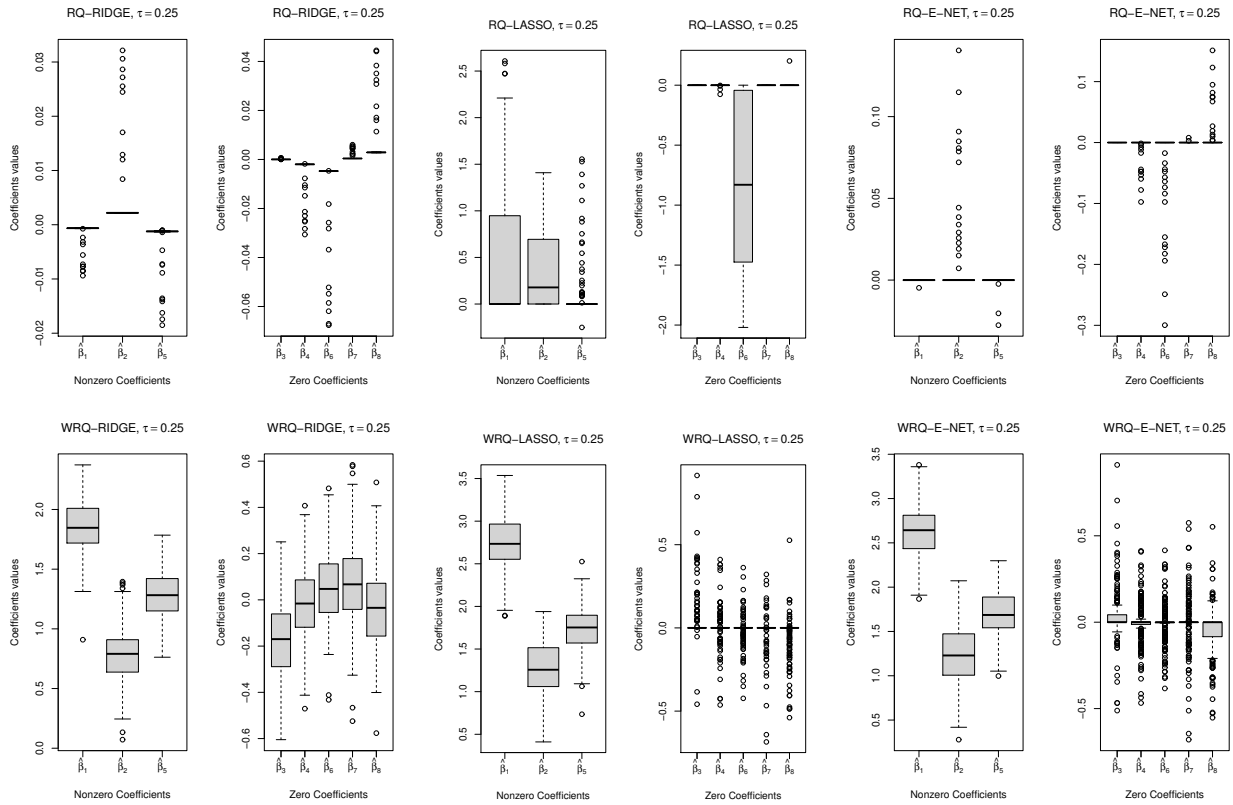 RQ−RIDGE, τ = 0.25
Coefficients values
0.03
0.02
0.01
0.00
−0.01
−0.02
β̂1 β̂2 β̂5
Nonzero Coefficients
RQ−RIDGE, τ = 0.25
Coefficients values
0.04
0.02
0.00
−0.02
−0.04
−0.06
β̂3 β̂4 β̂6 β̂7 β̂8
Zero Coefficients
RQ−LASSO, τ = 0.25
Coefficients values
2.5
2.0
1.5
1.0
0.5
0.0
β̂1 β̂2 β̂5
Nonzero Coefficients
RQ−LASSO, τ = 0.25
Coefficients values
0.0
−0.5
−1.0
−1.5
−2.0
β̂3 β̂4 β̂6 β̂7 β̂8
Zero Coefficients
RQ−E−NET, τ = 0.25
Coefficients values
0.10
0.05
0.00
β̂1 β̂2 β̂5
Nonzero Coefficients
RQ−E−NET, τ = 0.25
Coefficients values
0.1
0.0
−0.1
−0.2
−0.3
β̂3 β̂4 β̂6 β̂7 β̂8
Zero Coefficients
WRQ−RIDGE, τ = 0.25
Coefficients values
2.0
1.5
1.0
0.5
0.0
β̂1 β̂2 β̂5
Nonzero Coefficients
WRQ−RIDGE, τ = 0.25
Coefficients values
0.6
0.4
0.2
0.0
−0.2
−0.4
−0.6
β̂3 β̂4 β̂6 β̂7 β̂8
Zero Coefficients
WRQ−LASSO, τ = 0.25
Coefficients values
3.5
3.0
2.5
2.0
1.5
1.0
0.5
β̂1 β̂2 β̂5
Nonzero Coefficients
WRQ−LASSO, τ = 0.25
Coefficients values
0.5
0.0
−0.5
β̂3 β̂4 β̂6 β̂7 β̂8
Zero Coefficients
WRQ−E−NET, τ = 0.25
Coefficients values
3.5
3.0
2.5
2.0
1.5
1.0
0.5
β̂1 β̂2 β̂5
Nonzero Coefficients
WRQ−E−NET, τ = 0.25
Coefficients values
0.5
0.0
−0.5
β̂3 β̂4 β̂6 β̂7 β̂8
Zero Coefficients